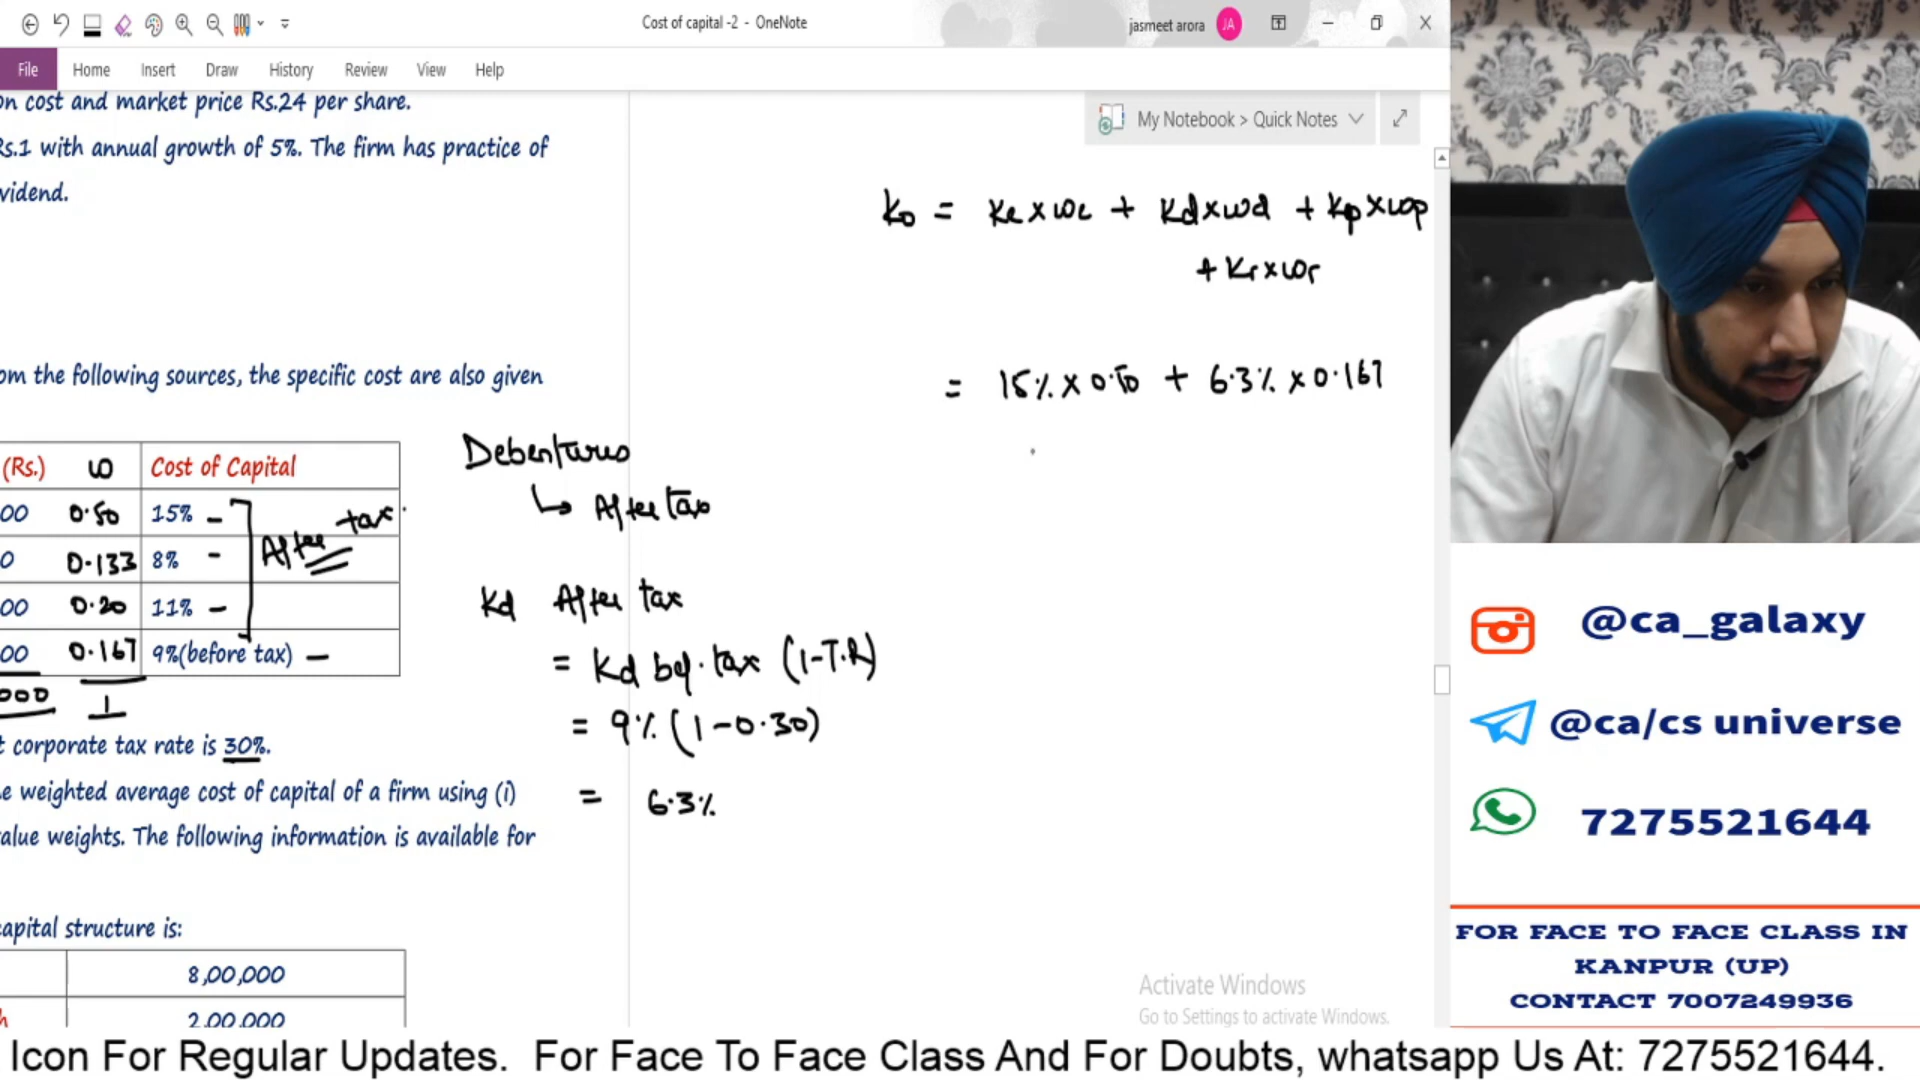 Cost of capital -2 - OneNote
jasmeet arora JA
File Home Insert Draw History Review View Help
My Notebook > Quick Notes
on cost and market price Rs.24 per share.
Rs.1 with annual growth of 5%. The firm has practice of
vidend.
Ko = Ke x we + Kd x wd + Kp x wp
+ Kr x wr
= 15% x 0.50 + 6.3% x 0.167
om the following sources, the specific cost are also given
(Rs.) ω Cost of Capital
00 0.50 15% –
0 0.133 8% -
00 0.20 11% –
00 0.167 9%(before tax) –
000 1
After tax
Debentures
↳ After tax
Kd After tax
= Kd bef. tax (1-T.R)
= 9% (1-0.30)
= 6.3%
t corporate tax rate is 30%.
e weighted average cost of capital of a firm using (i)
alue weights. The following information is available for
capital structure is:
8,00,000
h 2,00,000
Activate Windows
Go to Settings to activate Windows.
@ca_galaxy
@ca/cs universe
7275521644
FOR FACE TO FACE CLASS IN
KANPUR (UP)
CONTACT 7007249936
Icon For Regular Updates. For Face To Face Class And For Doubts, whatsapp Us At: 7275521644.